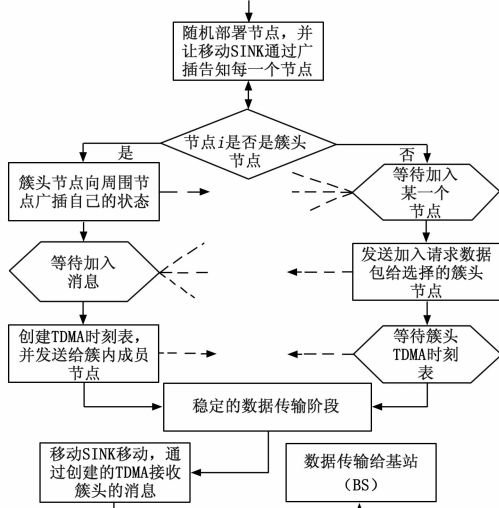 随机部署节点，并
让移动SINK通过广
插告知每一个节点
节点i是否是簇头
节点
是
否
簇头节点向周围节
点广插自己的状态
等待加入
某一个
节点
等待加入
消息
发送加入请求数据
包给选择的簇头
节点
创建TDMA时刻表，
并发送给簇内成员
节点
等待簇头
TDMA时刻
表
稳定的数据传输阶段
移动SINK移动，通
过创建的TDMA接收
簇头的消息
数据传输给基站
（BS）